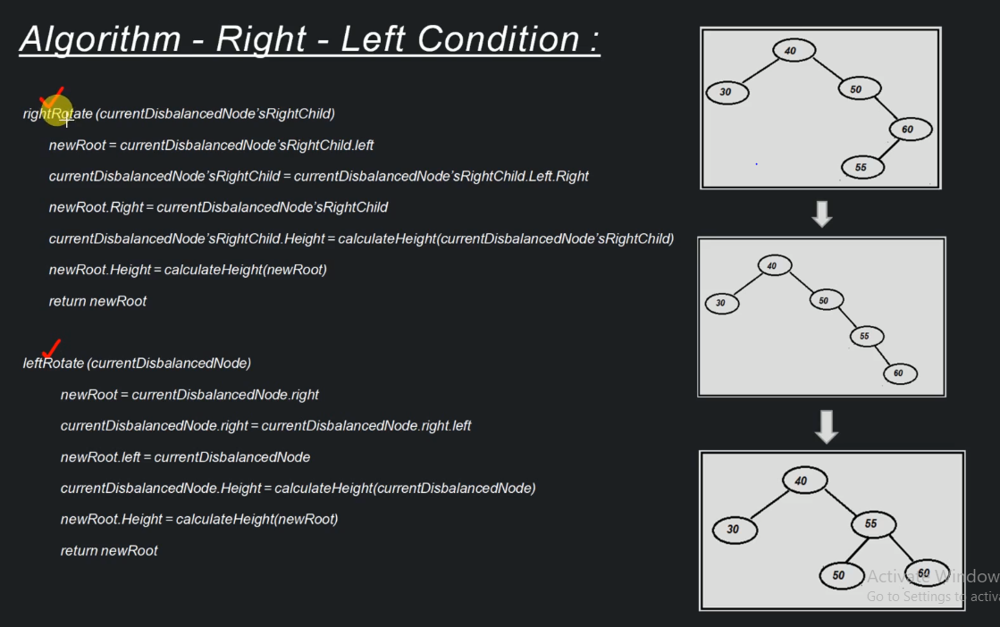 Algorithm - Right - Left Condition :
rightRotate (currentDisbalancedNode'sRightChild)
newRoot = currentDisbalancedNode'sRightChild.left
currentDisbalancedNode'sRightChild = currentDisbalancedNode'sRightChild.Left.Right
newRoot.Right = currentDisbalancedNode'sRightChild
currentDisbalancedNode'sRightChild.Height = calculateHeight(currentDisbalancedNode'sRightChild)
newRoot.Height = calculateHeight(newRoot)
return newRoot
leftRotate (currentDisbalancedNode)
newRoot = currentDisbalancedNode.right
currentDisbalancedNode.right = currentDisbalancedNode.right.left
newRoot.left = currentDisbalancedNode
currentDisbalancedNode.Height = calculateHeight(currentDisbalancedNode)
newRoot.Height = calculateHeight(newRoot)
return newRoot
40
30
50
60
55
40
30
50
55
60
40
30
55
50
60
Activate Window
Go to Settings to activa